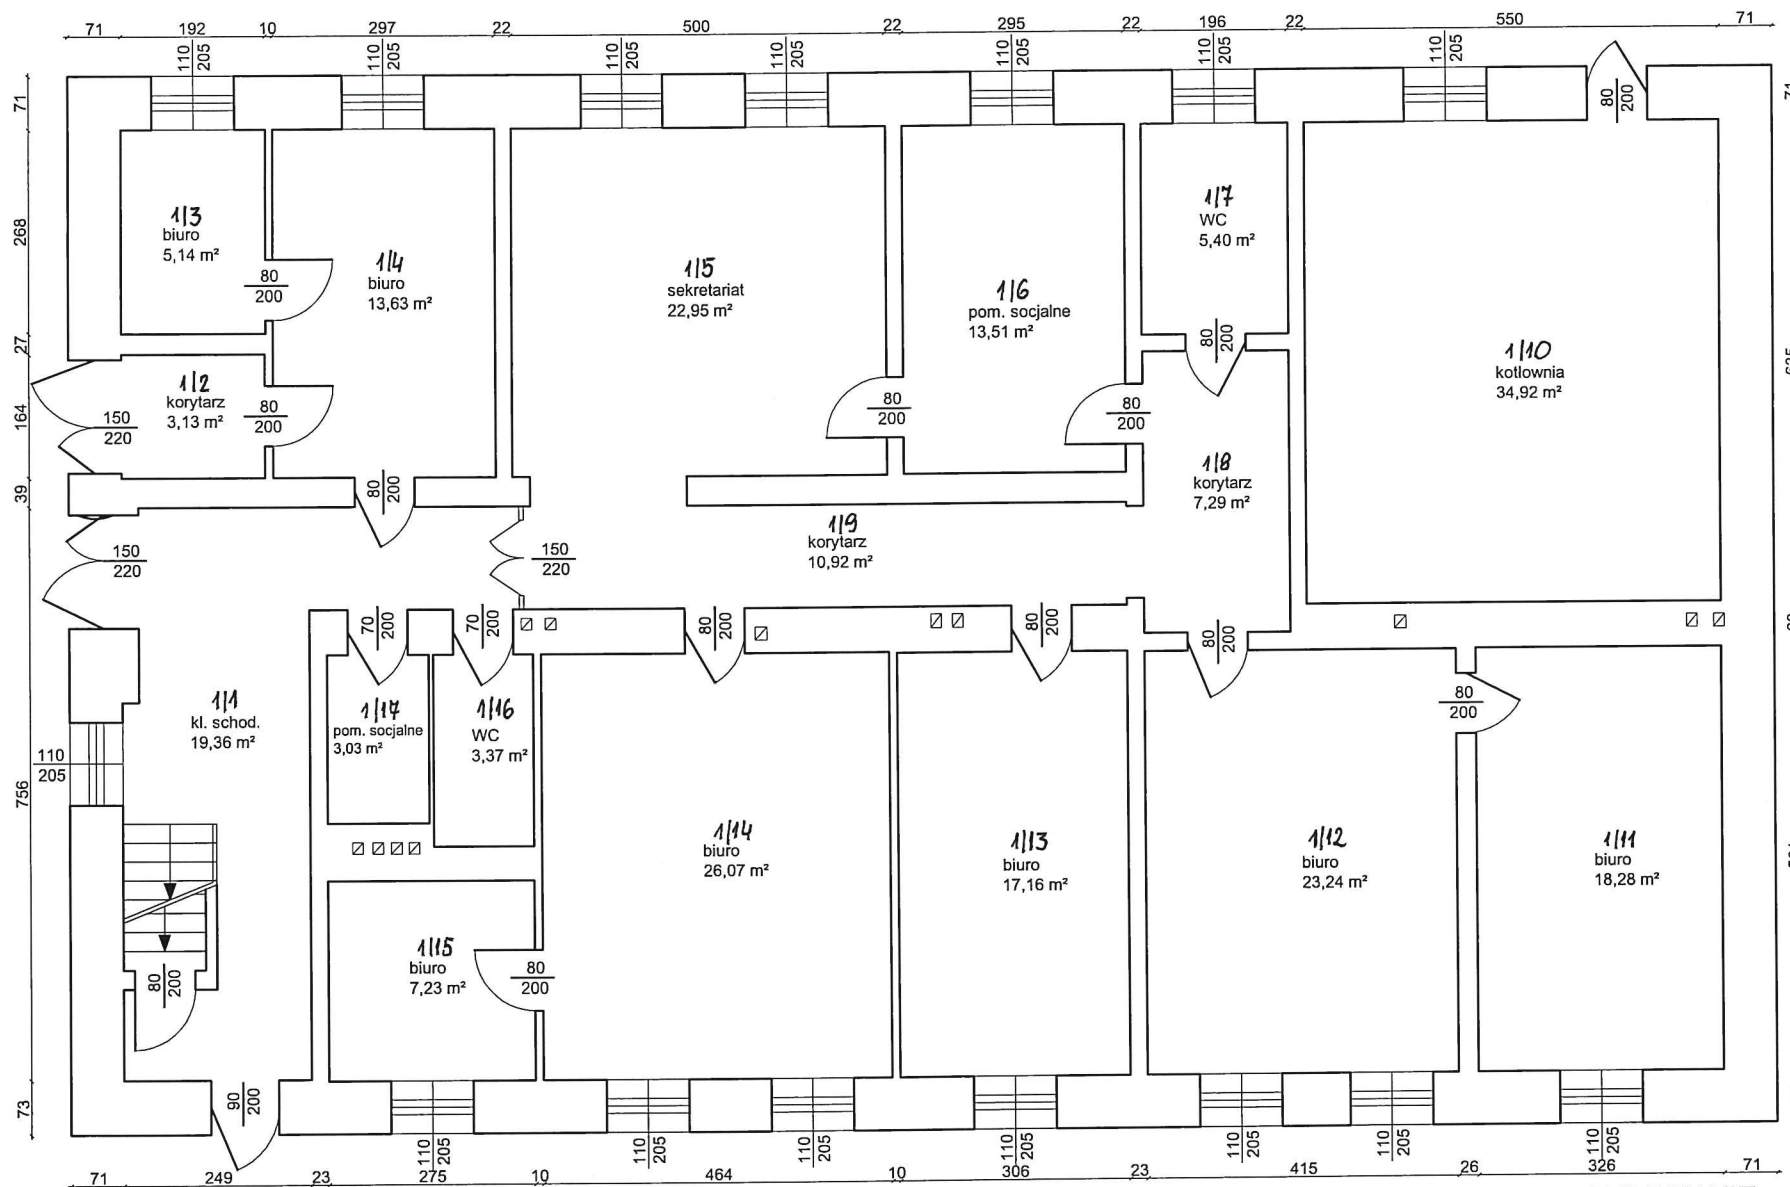 71 192 10 297 22 500 22 295 22 196 22 550 71
110 205
110 205
110 205
110 205
110 205
110 205
110 205
80 200
71
268
27
164
39
756
73
1/3
biuro
5,14 m²
80
200
1/4
biuro
13,63 m²
1/5
sekretariat
22,95 m²
1/6
pom. socjalne
13,51 m²
1/7
WC
5,40 m²
80 200
1/10
kotłownia
34,92 m²
1/2
korytarz
3,13 m²
150
220
80
200
80
200
80
200
1/8
korytarz
7,29 m²
80 200
1/9
korytarz
10,92 m²
150
220
150
220
70 200
70 200
80 200
80 200
80 200
80
200
1/1
kl. schod.
19,36 m²
110
205
1/17
pom. socjalne
3,03 m²
1/16
WC
3,37 m²
1/14
biuro
26,07 m²
1/13
biuro
17,16 m²
1/12
biuro
23,24 m²
1/11
biuro
18,28 m²
1/15
biuro
7,23 m²
80
200
80 200
90 200
110 205
110 205
110 205
110 205
110 205
110 205
110 205
71 249 23 275 10 464 10 306 23 415 26 326 71